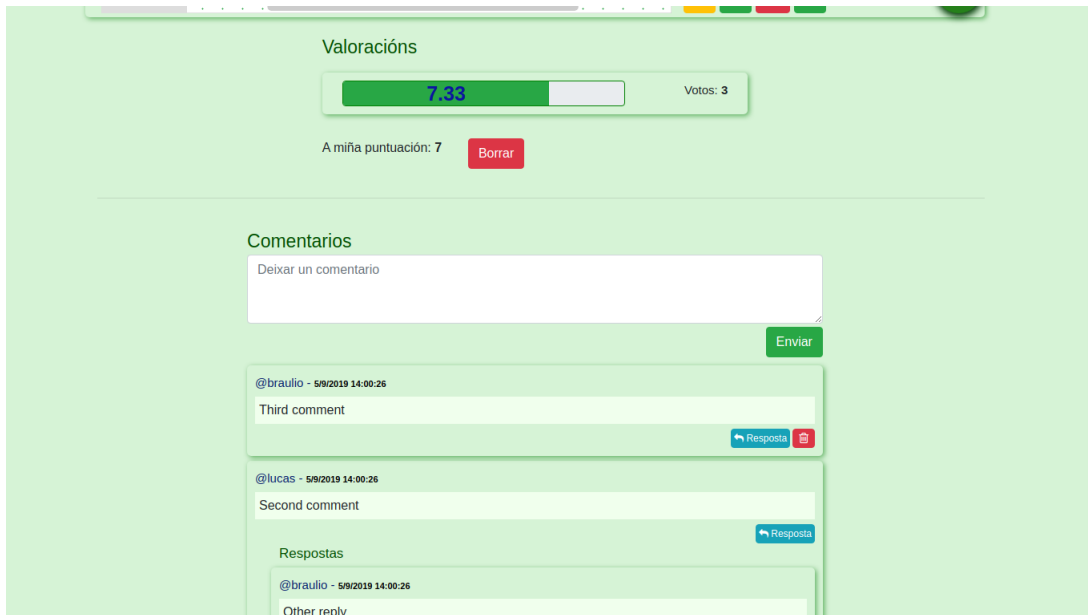 Valoracións
7.33
Votos: 3
A miña puntuación: 7
Borrar
Comentarios
Deixar un comentario
Enviar
@braulio - 5/9/2019 14:00:26
Third comment
Resposta
@lucas - 5/9/2019 14:00:26
Second comment
Resposta
Respostas
@braulio - 5/9/2019 14:00:26
Other reply